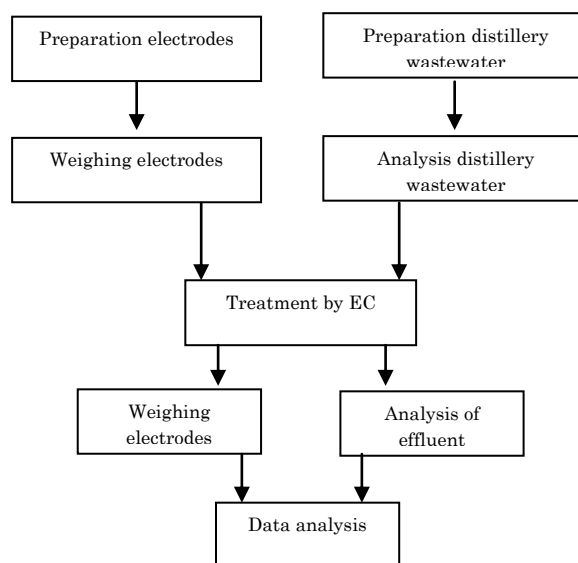 Preparation electrodes
Preparation distillery
wastewater
Weighing electrodes
Analysis distillery
wastewater
Treatment by EC
Weighing
electrodes
Analysis of
effluent
Data analysis